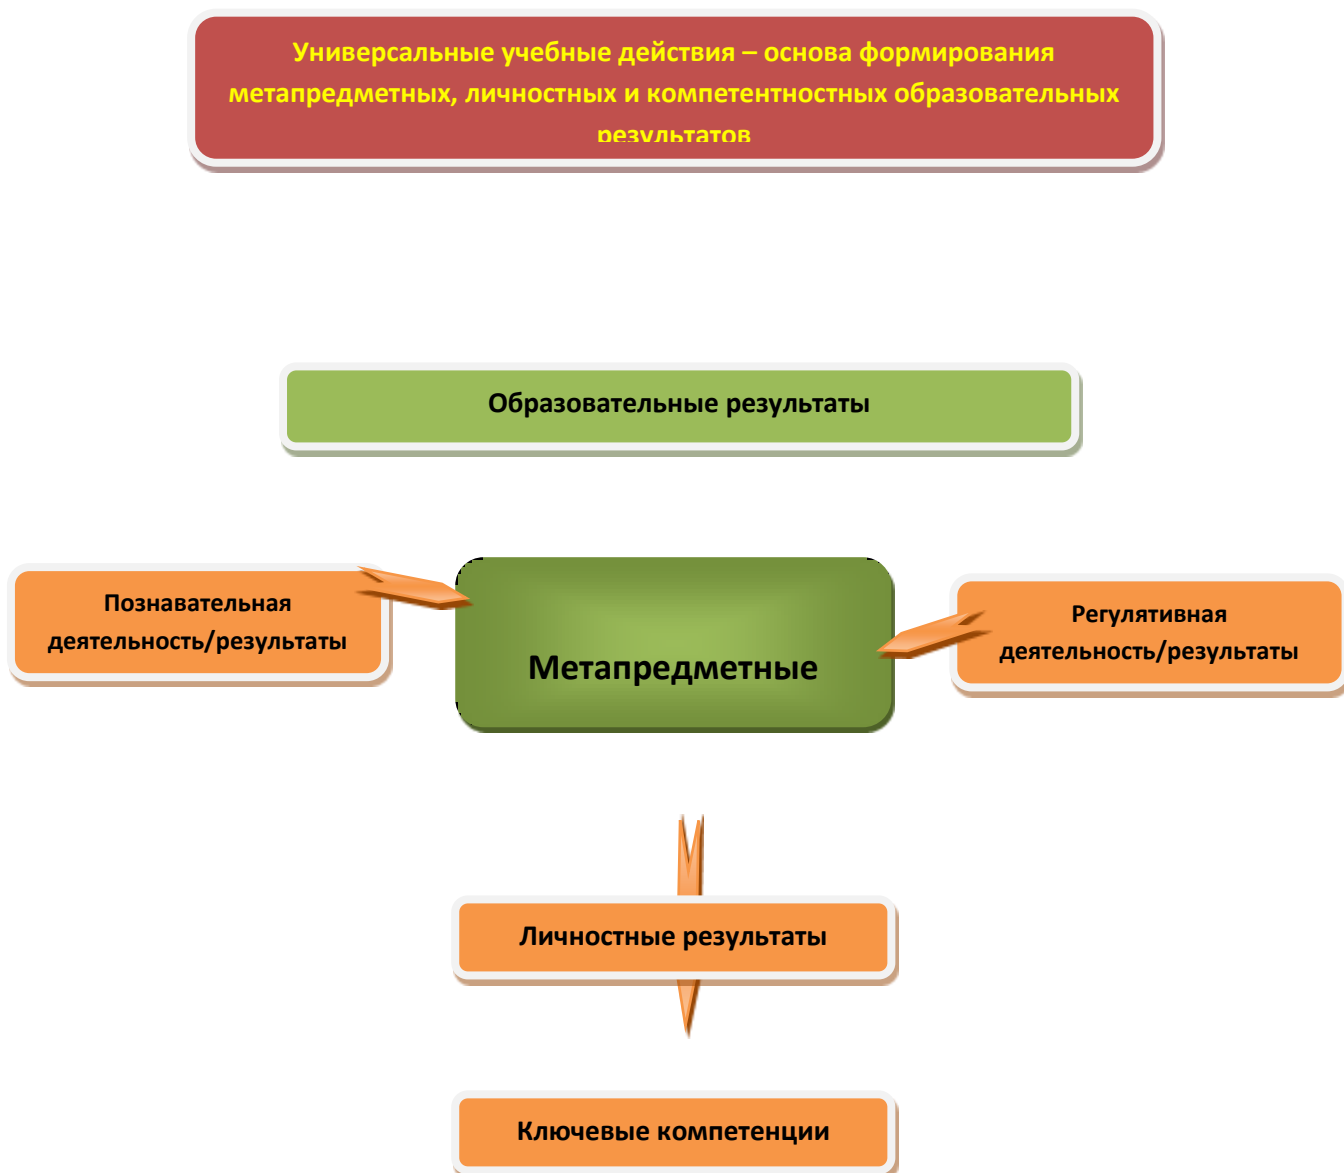 Универсальные учебные действия – основа формирования
метапредметных, личностных и компетентностных образовательных
результатов
Образовательные результаты
Познавательная
деятельность/результаты
Метапредметные
Регулятивная
деятельность/результаты
Личностные результаты
Ключевые компетенции